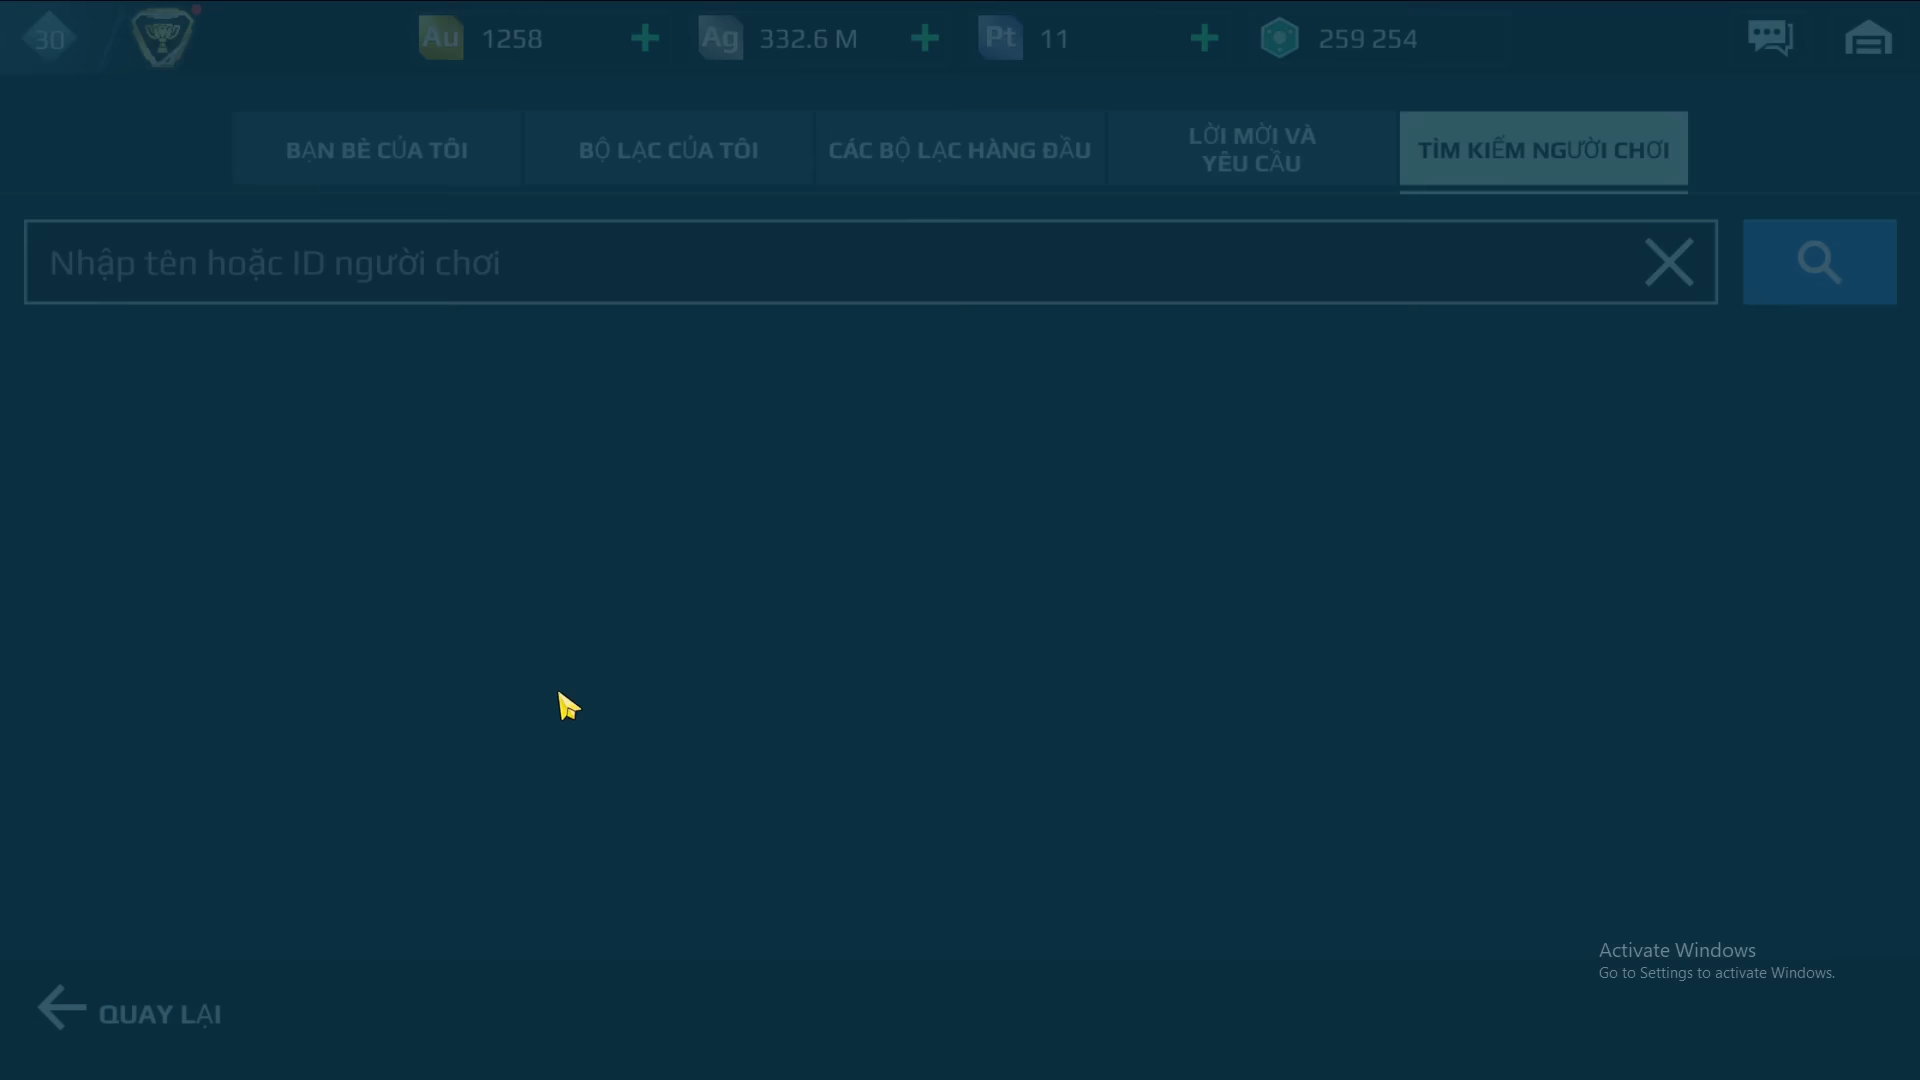 30
Au 1258
Ag 332.6 M
Pt 11
259 254
BẠN BÈ CỦA TÔI
BỘ LẠC CỦA TÔI
CÁC BỘ LẠC HÀNG ĐẦU
LỜI MỜI VÀ
YÊU CẦU
TÌM KIẾM NGƯỜI CHƠI
Nhập tên hoặc ID người chơi
Activate Windows
Go to Settings to activate Windows.
QUAY LẠI